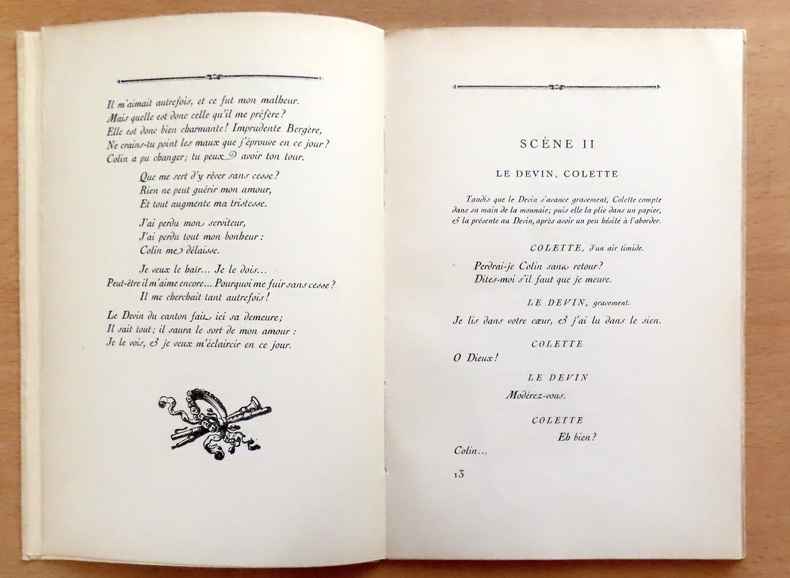 Il m'aimait autrefois, et ce fut mon malheur.
Mais quelle est donc celle qu'il me préfère?
Elle est donc bien charmante! Imprudente Bergère,
Ne crains-tu point les maux que j'éprouve en ce jour?
Colin a pu changer; tu peux avoir ton tour.
Que me sert d'y rêver sans cesse?
Rien ne peut guérir mon amour,
Et tout augmente ma tristesse.
J'ai perdu mon serviteur,
J'ai perdu tout mon bonheur:
Colin me délaisse.
Je veux le haïr... Je le dois...
Peut-être il m'aime encore... Pourquoi me fuir sans cesse?
Il me cherchait tant autrefois!
Le Devin du canton fait ici sa demeure;
Il sait tout; il saura le sort de mon amour:
Je le vois, & je veux m'éclaircir en ce jour.
SCÈNE II
LE DEVIN, COLETTE
Tandis que le Devin s'avance gravement, Colette compte
dans sa main de la monnaie; puis elle la plie dans un papier,
& la présente au Devin, après avoir un peu hésité à l'aborder.
COLETTE, d'un air timide.
Perdrai-je Colin sans retour?
Dites-moi s'il faut que je meure.
LE DEVIN, gravement.
Je lis dans votre cœur, & j'ai lu dans le sien.
COLETTE
O Dieux!
LE DEVIN
Modérez-vous.
COLETTE
Eh bien?
Colin...
13